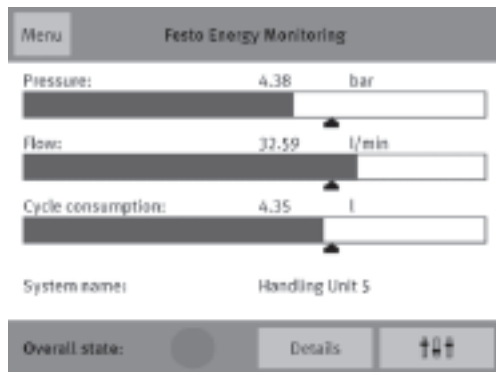 Menu Festo Energy Monitoring
Pressure: 4.38 bar
Flow: 32.59 l/min
Cycle consumption: 4.35 l
System name: Handling Unit 5
Overall state: Details